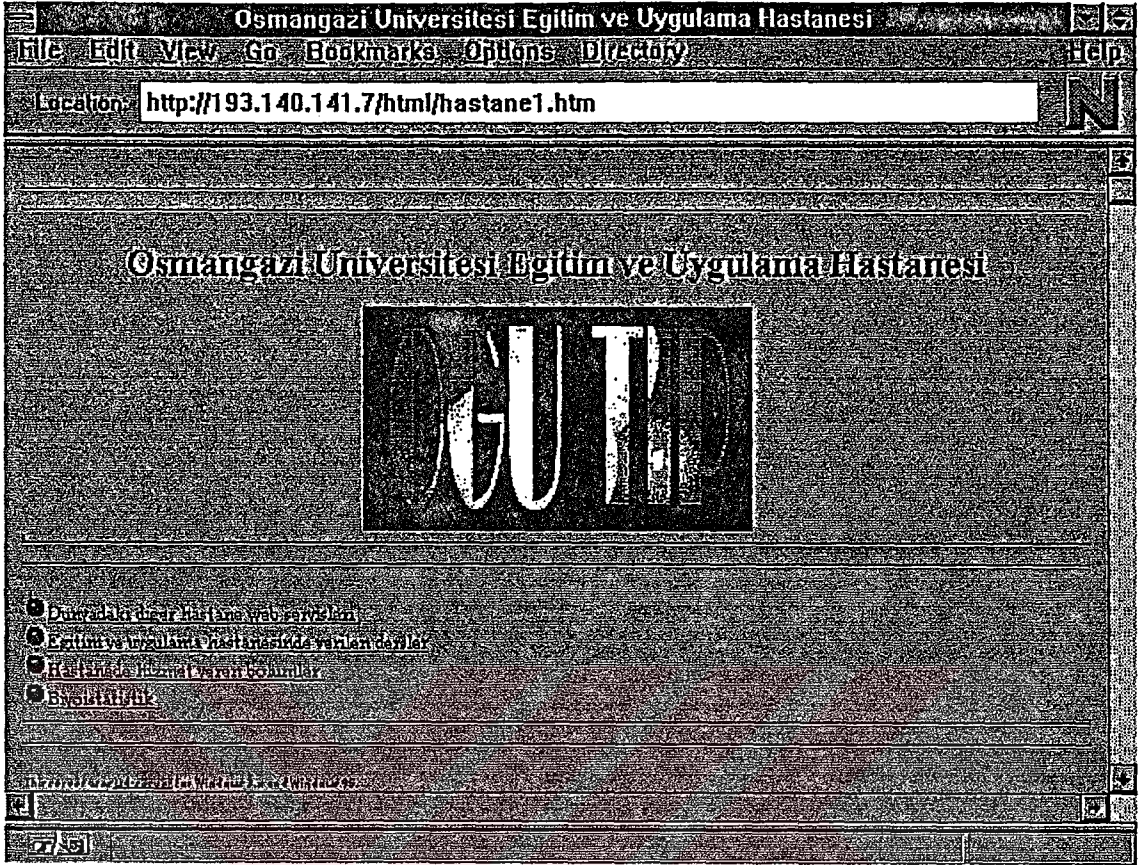 Osmangazi Universitesi Egitim ve Uygulama Hastanesi
File Edit View Go Bookmarks Options Directory Help
Location: http://193.140.141.7/html/hastane1.htm
N
Osmangazi Universitesi Egitim ve Uygulama Hastanesi
OGU TIP
Dunyadaki diger hastane web servisleri
Egitim ve uygulama hastanesinde verilen dersler
Hastanede hizmet veren bolumler
Biyoistatistik